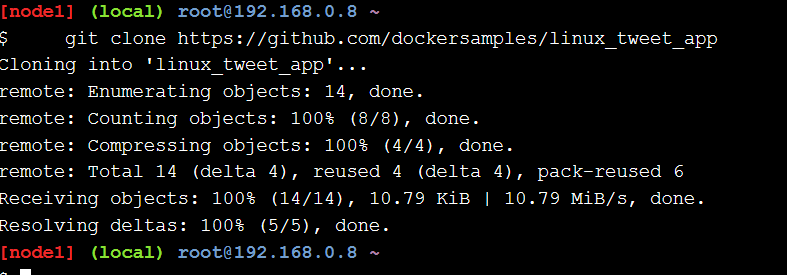 [node1] (local) root@192.168.0.8 ~
$     git clone https://github.com/dockersamples/linux_tweet_app
Cloning into 'linux_tweet_app'...
remote: Enumerating objects: 14, done.
remote: Counting objects: 100% (8/8), done.
remote: Compressing objects: 100% (4/4), done.
remote: Total 14 (delta 4), reused 4 (delta 4), pack-reused 6
Receiving objects: 100% (14/14), 10.79 KiB | 10.79 MiB/s, done.
Resolving deltas: 100% (5/5), done.
[node1] (local) root@192.168.0.8 ~
$